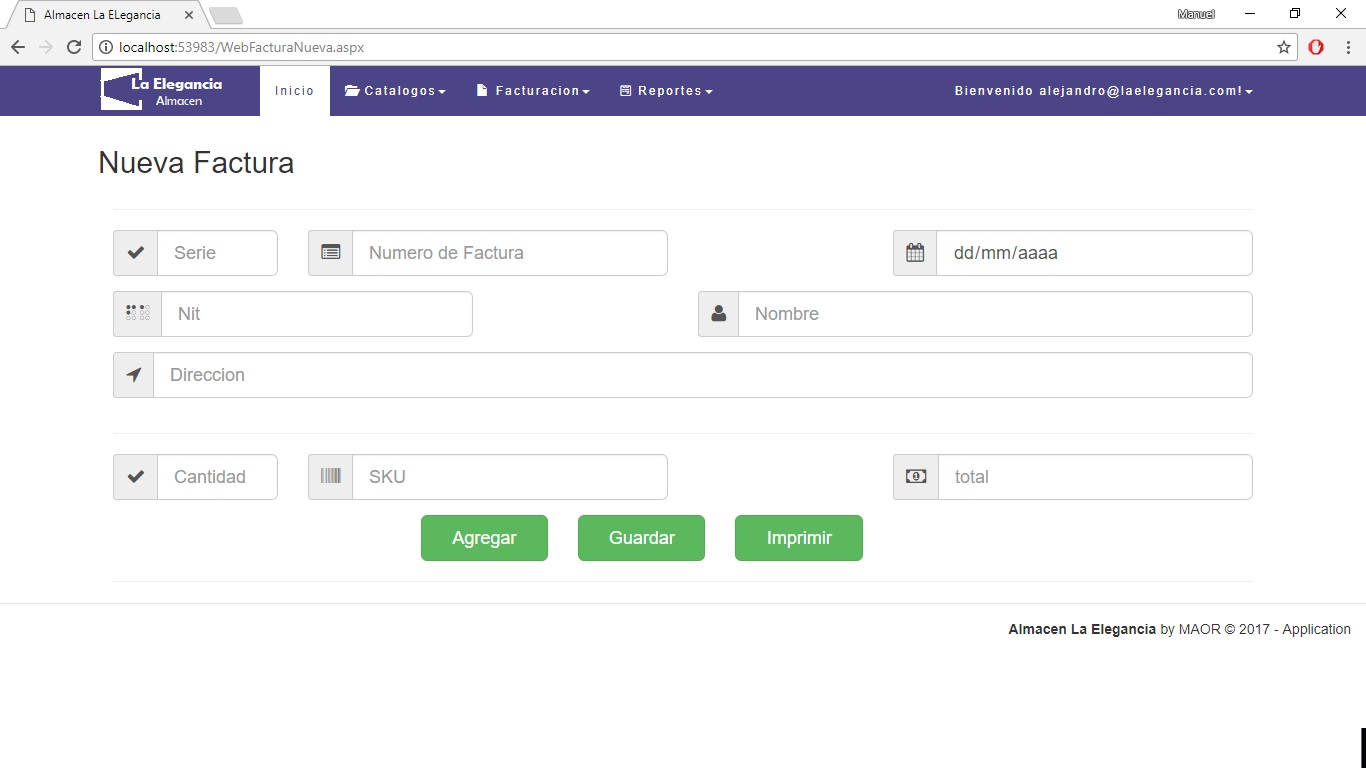 Almacen La ELegancia
Manuel
localhost:53983/WebFacturaNueva.aspx
La Elegancia
Almacen
Inicio
Catalogos
Facturacion
Reportes
Bienvenido alejandro@laelegancia.com!
Nueva Factura
Serie
Numero de Factura
dd/mm/aaaa
Nit
Nombre
Direccion
Cantidad
SKU
total
Agregar
Guardar
Imprimir
Almacen La Elegancia by MAOR © 2017 - Application